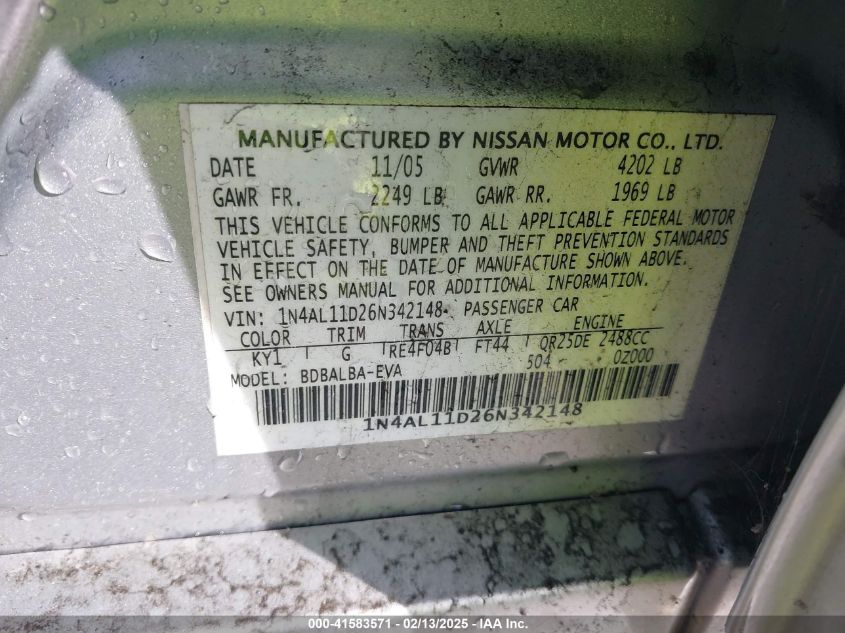 MANUFACTURED BY NISSAN MOTOR CO., LTD.
DATE 11/05 GVWR 4202 LB
GAWR FR. 2249 LB GAWR RR. 1969 LB
THIS VEHICLE CONFORMS TO ALL APPLICABLE FEDERAL MOTOR
VEHICLE SAFETY, BUMPER AND THEFT PREVENTION STANDARDS
IN EFFECT ON THE DATE OF MANUFACTURE SHOWN ABOVE.
SEE OWNERS MANUAL FOR ADDITIONAL INFORMATION.
VIN: 1N4AL11D26N342148 PASSENGER CAR
COLOR TRIM TRANS AXLE ENGINE
KY1 G RE4F04B FT44 QR25DE 2488CC
MODEL: BDBALBA-EVA 504 0Z000
1N4AL11D26N342148
000-41583571 - 02/13/2025 - IAA Inc.